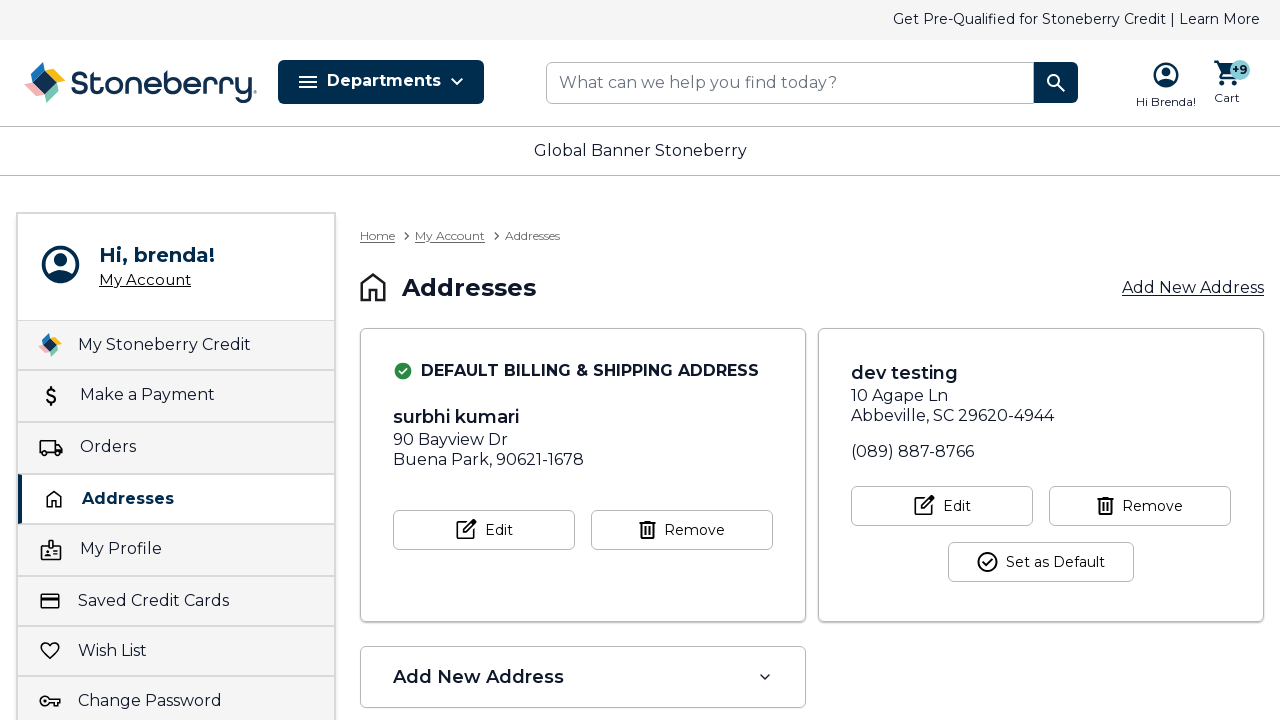 Get Pre-Qualified for Stoneberry Credit | Learn More
Stoneberry
Departments
What can we help you find today?
Hi Brenda!
+9
Cart
Global Banner Stoneberry
Hi, brenda!
My Account
My Stoneberry Credit
Make a Payment
Orders
Addresses
My Profile
Saved Credit Cards
Wish List
Change Password
Home > My Account > Addresses
Addresses
Add New Address
DEFAULT BILLING & SHIPPING ADDRESS
surbhi kumari
90 Bayview Dr
Buena Park, 90621-1678
Edit
Remove
dev testing
10 Agape Ln
Abbeville, SC 29620-4944
(089) 887-8766
Edit
Remove
Set as Default
Add New Address